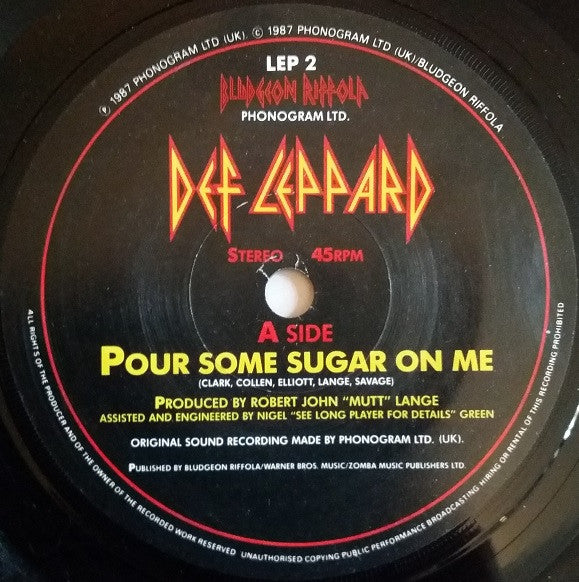 ℗ 1987 PHONOGRAM LTD (UK). © 1987 PHONOGRAM LTD (UK)/BLUDGEON RIFFOLA
LEP 2
BLUDGEON RIFFOLA
PHONOGRAM LTD.
DEF LEPPARD
STEREO 45RPM
A SIDE
POUR SOME SUGAR ON ME
(CLARK, COLLEN, ELLIOTT, LANGE, SAVAGE)
PRODUCED BY ROBERT JOHN "MUTT" LANGE
ASSISTED AND ENGINEERED BY NIGEL "SEE LONG PLAYER FOR DETAILS" GREEN
ORIGINAL SOUND RECORDING MADE BY PHONOGRAM LTD. (UK).
PUBLISHED BY BLUDGEON RIFFOLA/WARNER BROS. MUSIC/ZOMBA MUSIC PUBLISHERS LTD.
ALL RIGHTS OF THE PRODUCER AND OF THE OWNER OF THE RECORDED WORK RESERVED UNAUTHORISED COPYING PUBLIC PERFORMANCE BROADCASTING HIRING OR RENTAL OF THIS RECORDING PROHIBITED